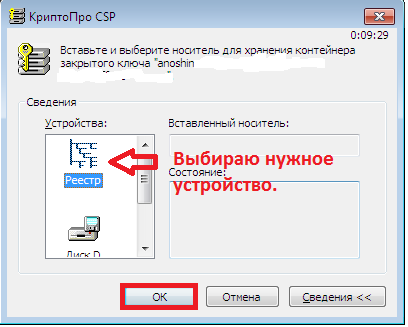 КриптоПро CSP
0:09:29
Вставьте и выберите носитель для хранения контейнера
закрытого ключа "anoshin
Сведения
Устройства:
Вставленный носитель:
Реестр
Выбираю нужное
Состояние:
устройство.
Диск D
OK
Отмена
Сведения <<